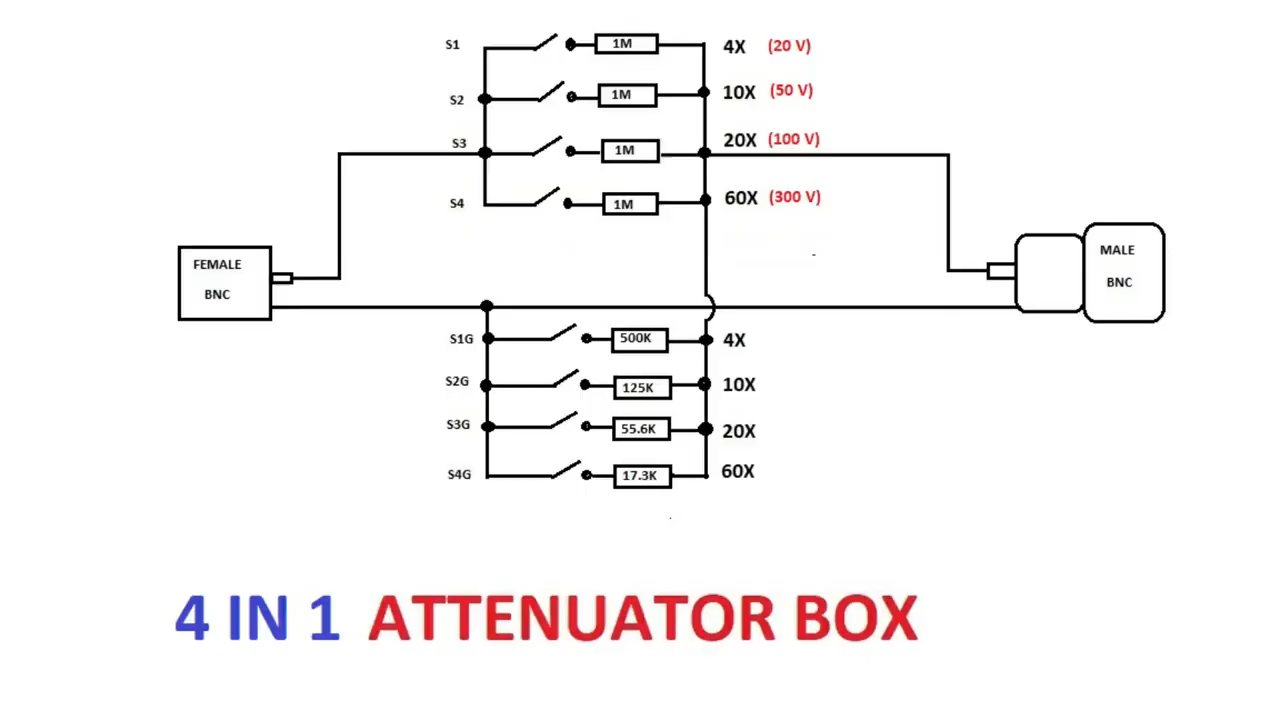 S1 1M 4X (20 V)
S2 1M 10X (50 V)
S3 1M 20X (100 V)
S4 1M 60X (300 V)
FEMALE
BNC
MALE
BNC
S1G 500K 4X
S2G 125K 10X
S3G 55.6K 20X
S4G 17.3K 60X
4 IN 1 ATTENUATOR BOX